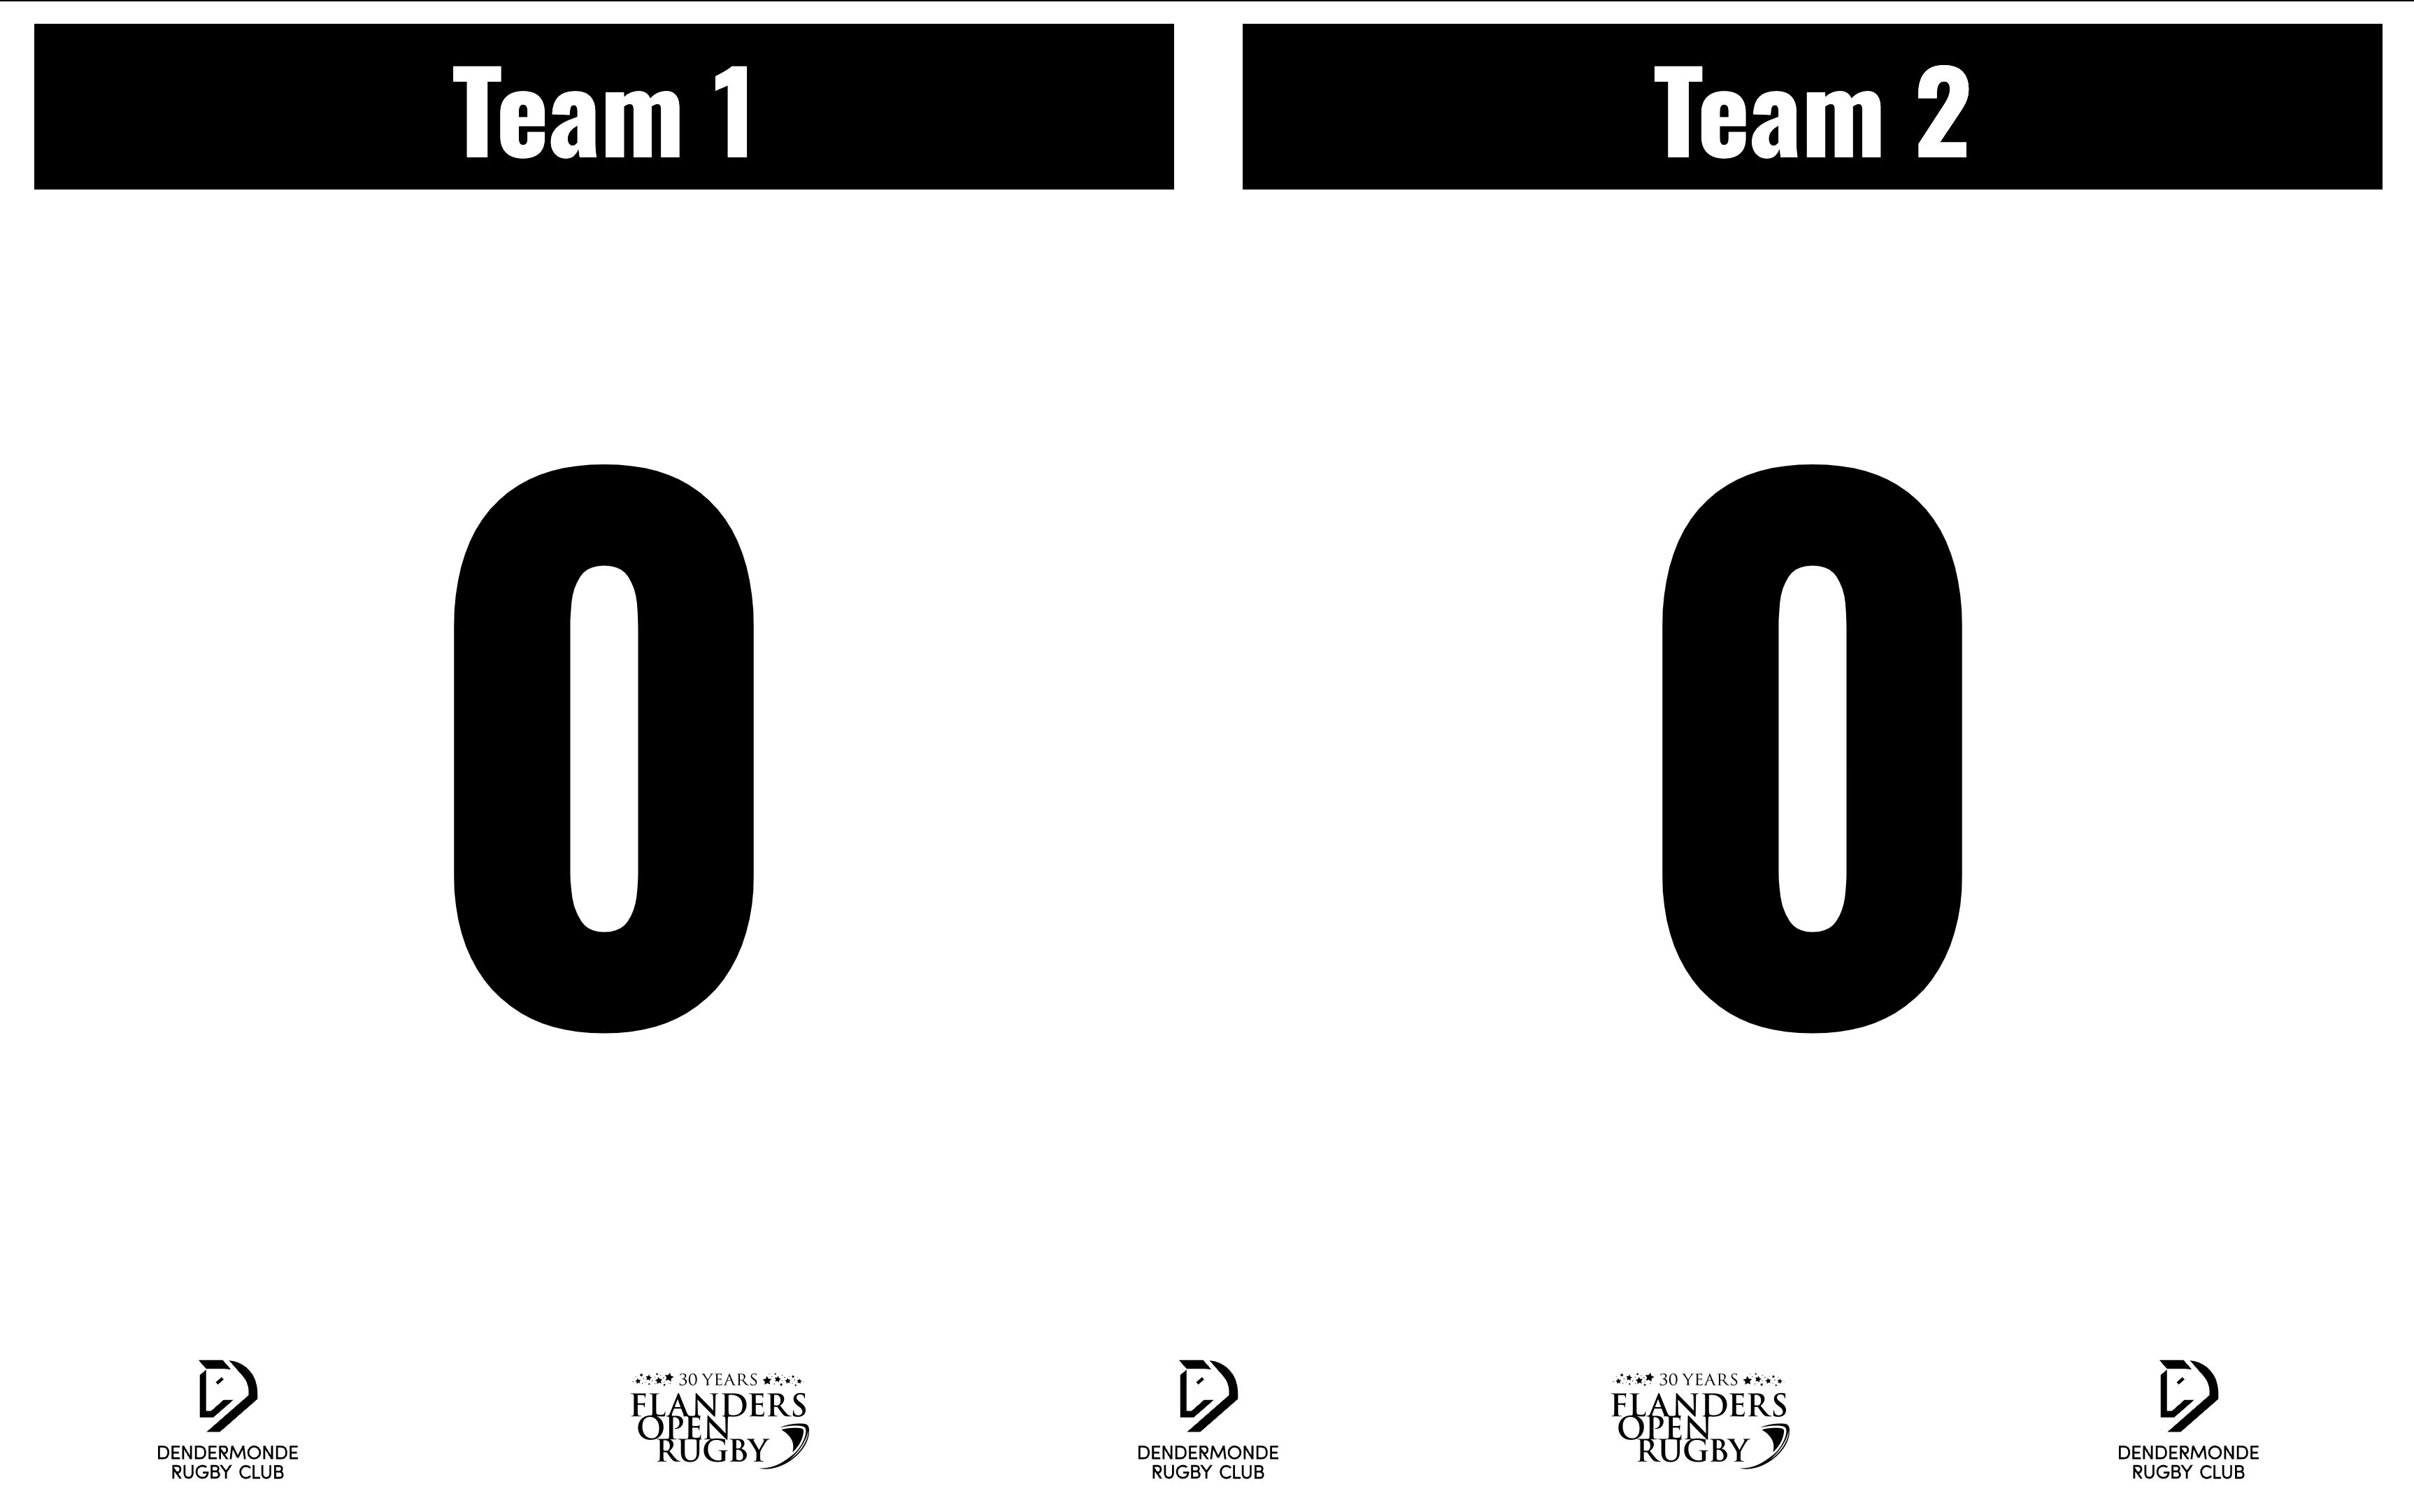 Team 1
Team 2
0
0
DENDERMONDE
RUGBY CLUB
30 YEARS
FLANDERS
OPEN
RUGBY
DENDERMONDE
RUGBY CLUB
30 YEARS
FLANDERS
OPEN
RUGBY
DENDERMONDE
RUGBY CLUB